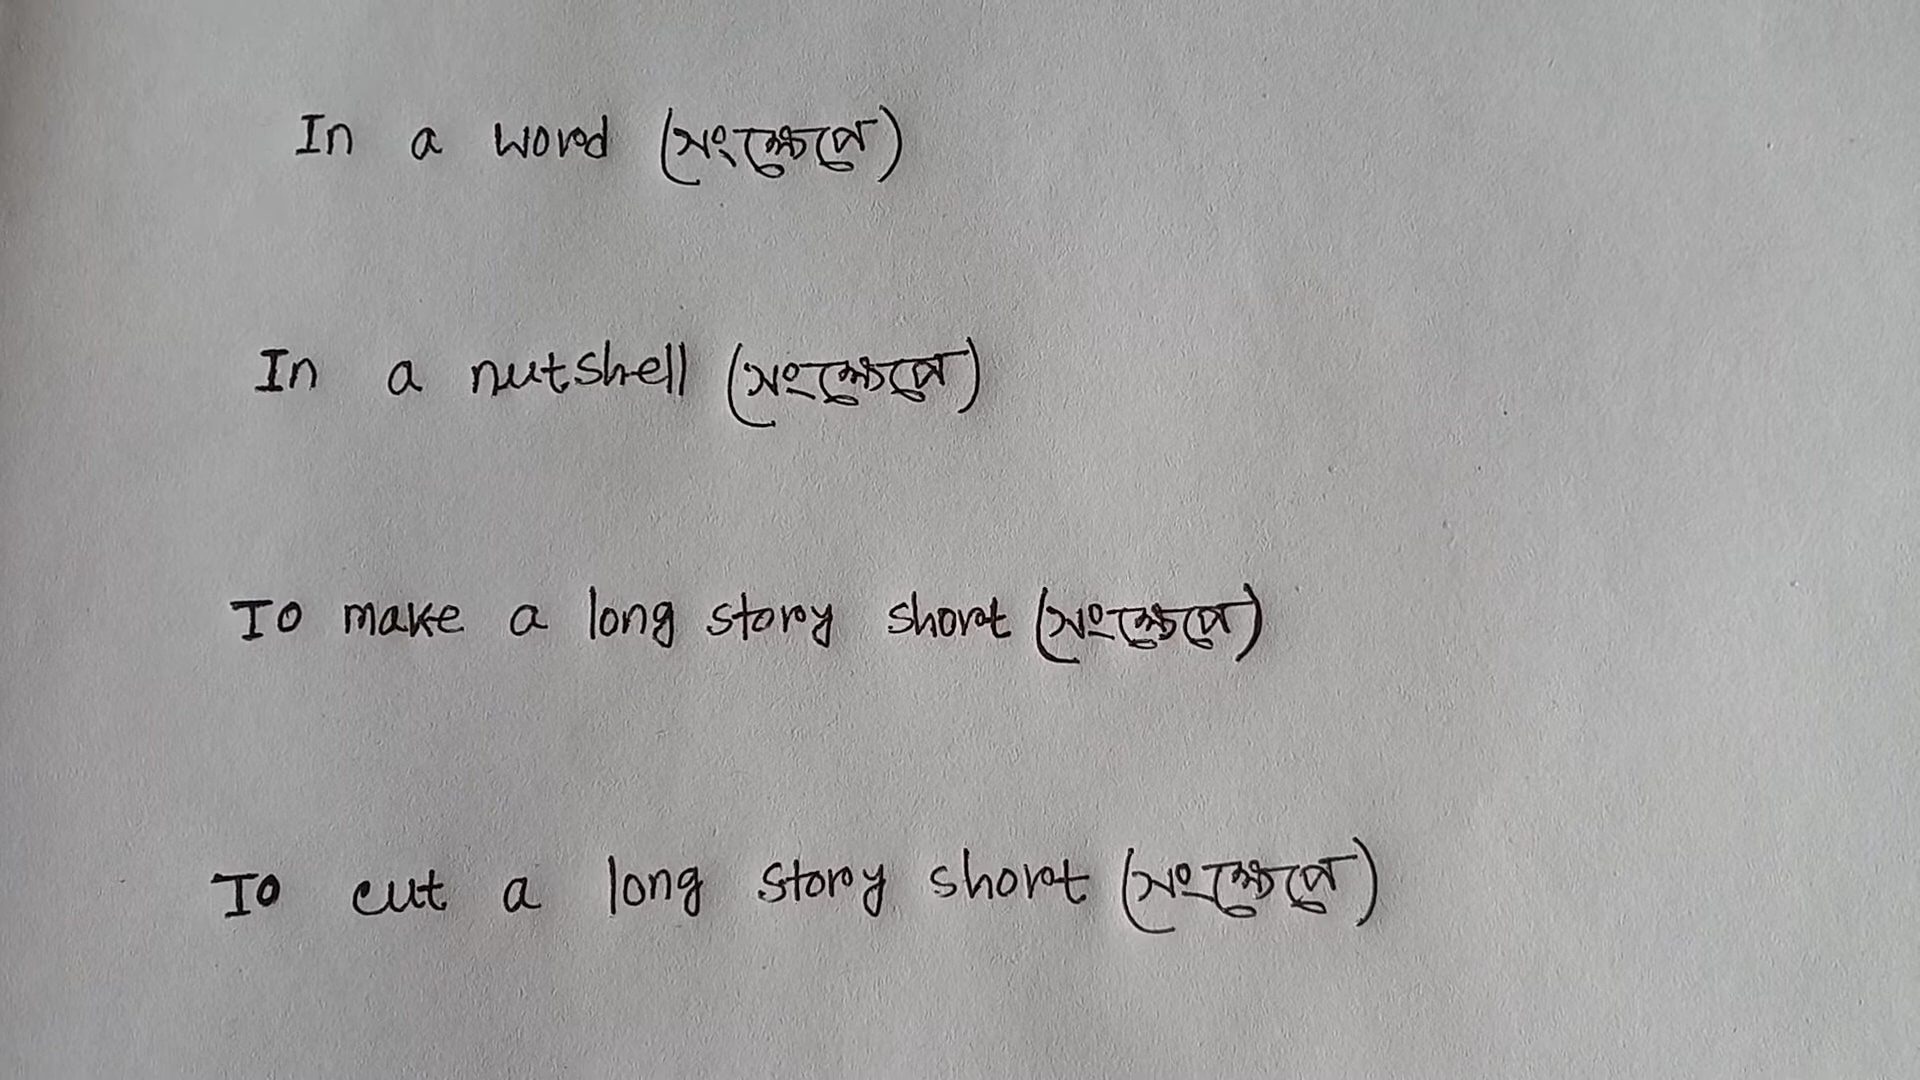 In a word (সংক্ষেপে)
In a nutshell (সংক্ষেপে)
To make a long story short (সংক্ষেপে)
To cut a long story short (সংক্ষেপে)